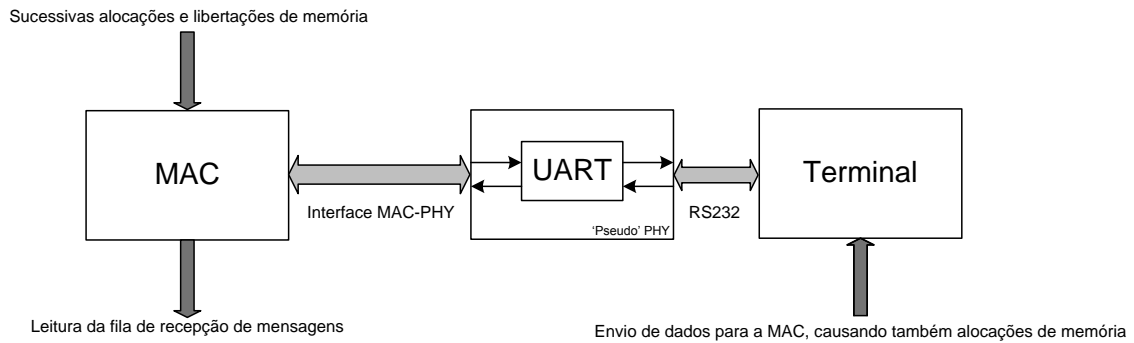 Sucessivas alocações e libertações de memória
MAC
Interface MAC-PHY
UART
'Pseudo' PHY
RS232
Terminal
Leitura da fila de recepção de mensagens
Envio de dados para a MAC, causando também alocações de memória